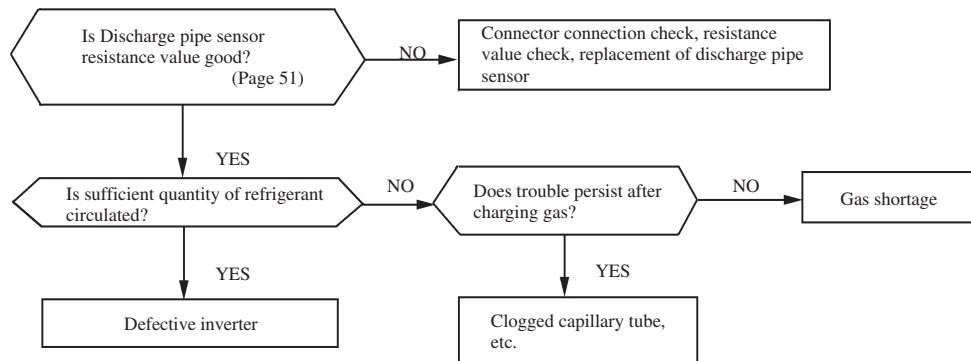 Is Discharge pipe sensor
resistance value good?
(Page 51)
NO
Connector connection check, resistance
value check, replacement of discharge pipe
sensor
YES
Is sufficient quantity of refrigerant
circulated?
NO
Does trouble persist after
charging gas?
NO
Gas shortage
YES
YES
Defective inverter
Clogged capillary tube,
etc.